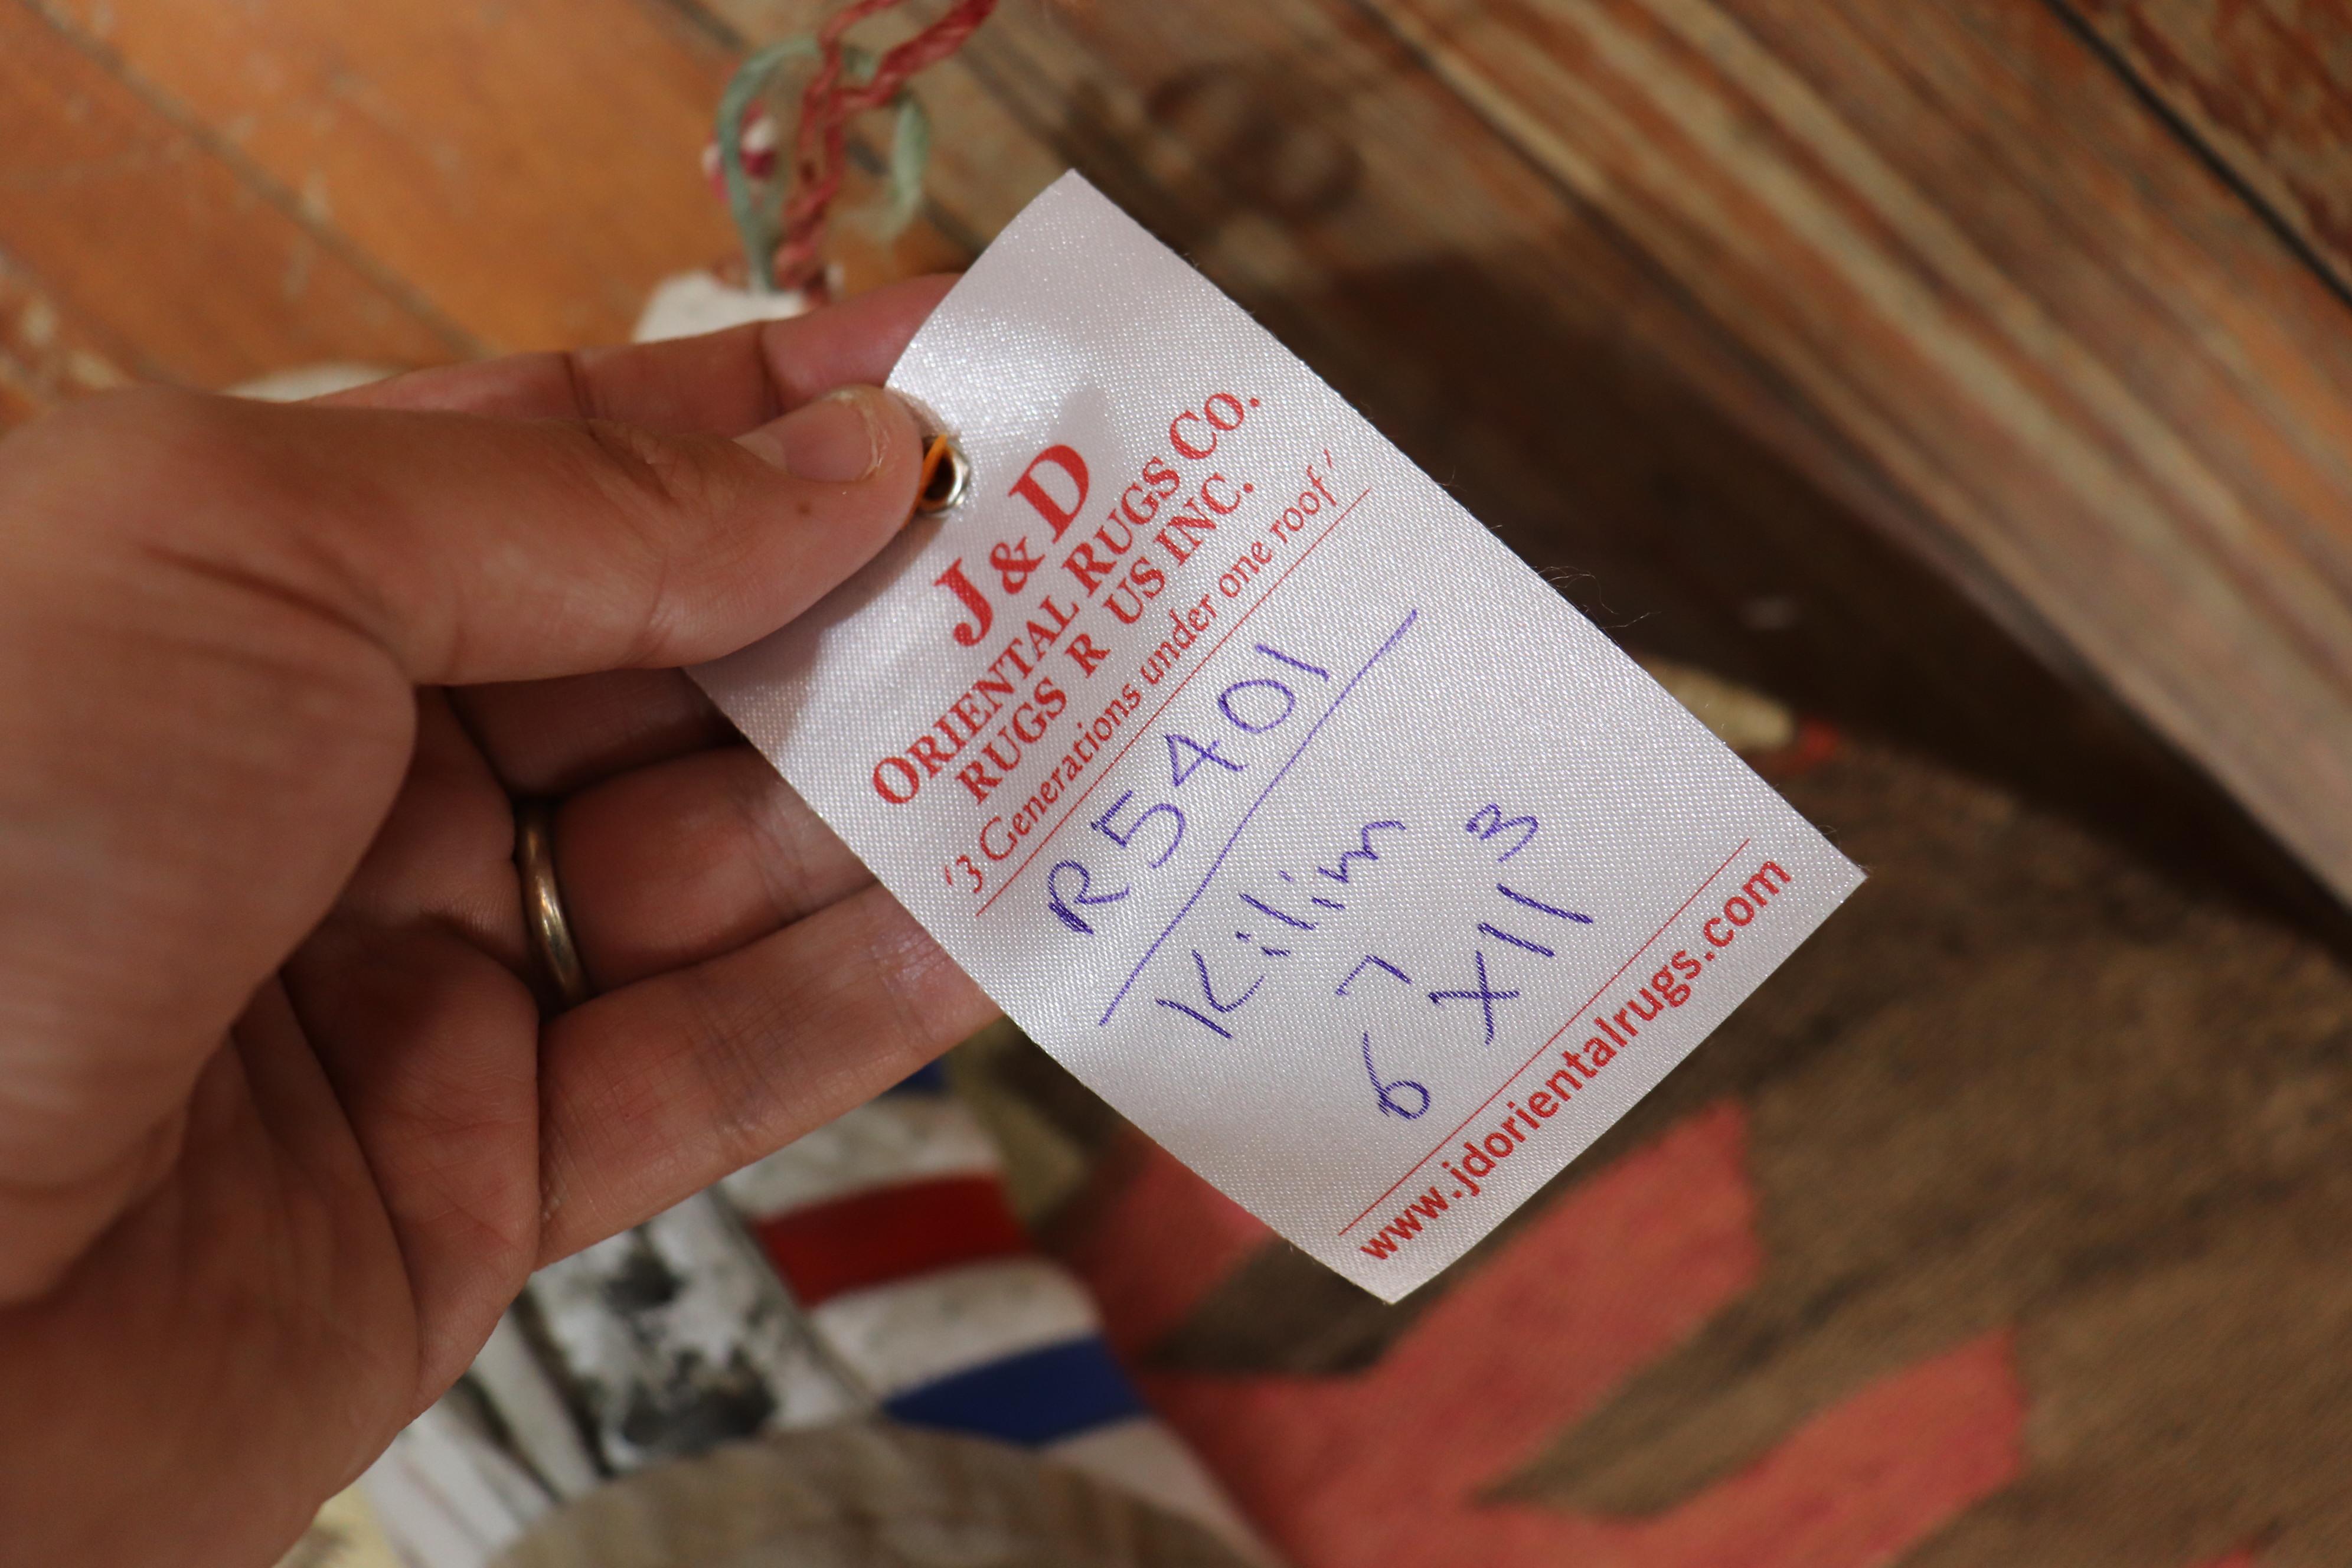 J&D
ORIENTAL RUGS CO.
RUGS R US INC.
'3 Generations under one roof'
R5401
Kilim
6 7 X 11 3
www.jdorientalrugs.com